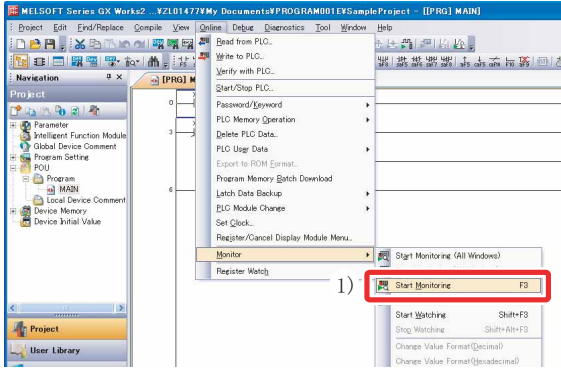 MELSOFT Series GX Works2 ...¥ZL01477¥My Documents¥PROGRAM001E¥SampleProject - [[PRG] MAIN]
Project Edit Find/Replace Compile View Online Debug Diagnostics Tool Window Help
Navigation
[PRG] M
Project
Parameter
Intelligent Function Module
Global Device Comment
Program Setting
POU
Program
MAIN
Local Device Comment
Device Memory
Device Initial Value
Project
User Library
0
3
6
Read from PLC...
Write to PLC...
Verify with PLC...
Start/Stop PLC...
Password/Keyword
PLC Memory Operation
Delete PLC Data...
PLC User Data
Export to ROM Format...
Program Memory Batch Download
Latch Data Backup
PLC Module Change
Set Clock...
Register/Cancel Display Module Menu...
Monitor
Register Watch
Start Monitoring (All Windows)
1)
Start Monitoring F3
Start Watching Shift+F3
Stop Watching Shift+Alt+F3
Change Value Format(Decimal)
Change Value Format(Hexadecimal)